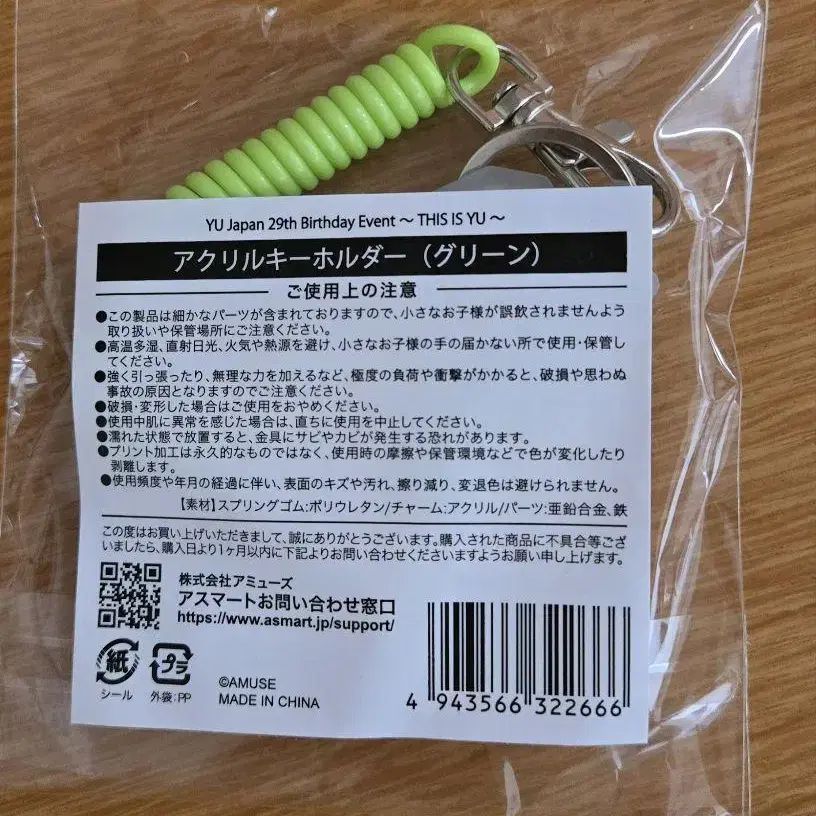 YU Japan 29th Birthday Event ～ THIS IS YU ～
アクリルキーホルダー（グリーン）
ご使用上の注意
●この製品は細かなパーツが含まれておりますので、小さなお子様が誤飲されませんよう
取り扱いや保管場所にご注意ください。
●高温多湿、直射日光、火気や熱源を避け、小さなお子様の手の届かない所で使用・保管し
てください。
●強く引っ張ったり、無理な力を加えるなど、極度の負荷や衝撃がかかると、破損や思わぬ
事故の原因となりますのでご注意ください。
●破損・変形した場合はご使用をおやめください。
●使用中肌に異常を感じた場合は、直ちに使用を中止してください。
●濡れた状態で放置すると、金具にサビやカビが発生する恐れがあります。
●プリント加工は永久的なものではなく、使用時の摩擦や保管環境などで色が変化したり
剥離します。
●使用頻度や年月の経過に伴い、表面のキズや汚れ、擦り減り、変退色は避けられません。
【素材】スプリングゴム:ポリウレタン/チャーム:アクリル/パーツ:亜鉛合金、鉄
この度はお買い上げいただきまして、誠にありがとうございます。購入された商品に不具合等ござ
いましたら、購入日より1ヶ月以内に下記よりお問い合わせくださいますようお願い申し上げます。
株式会社アミューズ
アスマートお問い合わせ窓口
https://www.asmart.jp/support/
紙
シール
プラ
外袋:PP
©AMUSE
MADE IN CHINA
4 943566 322666